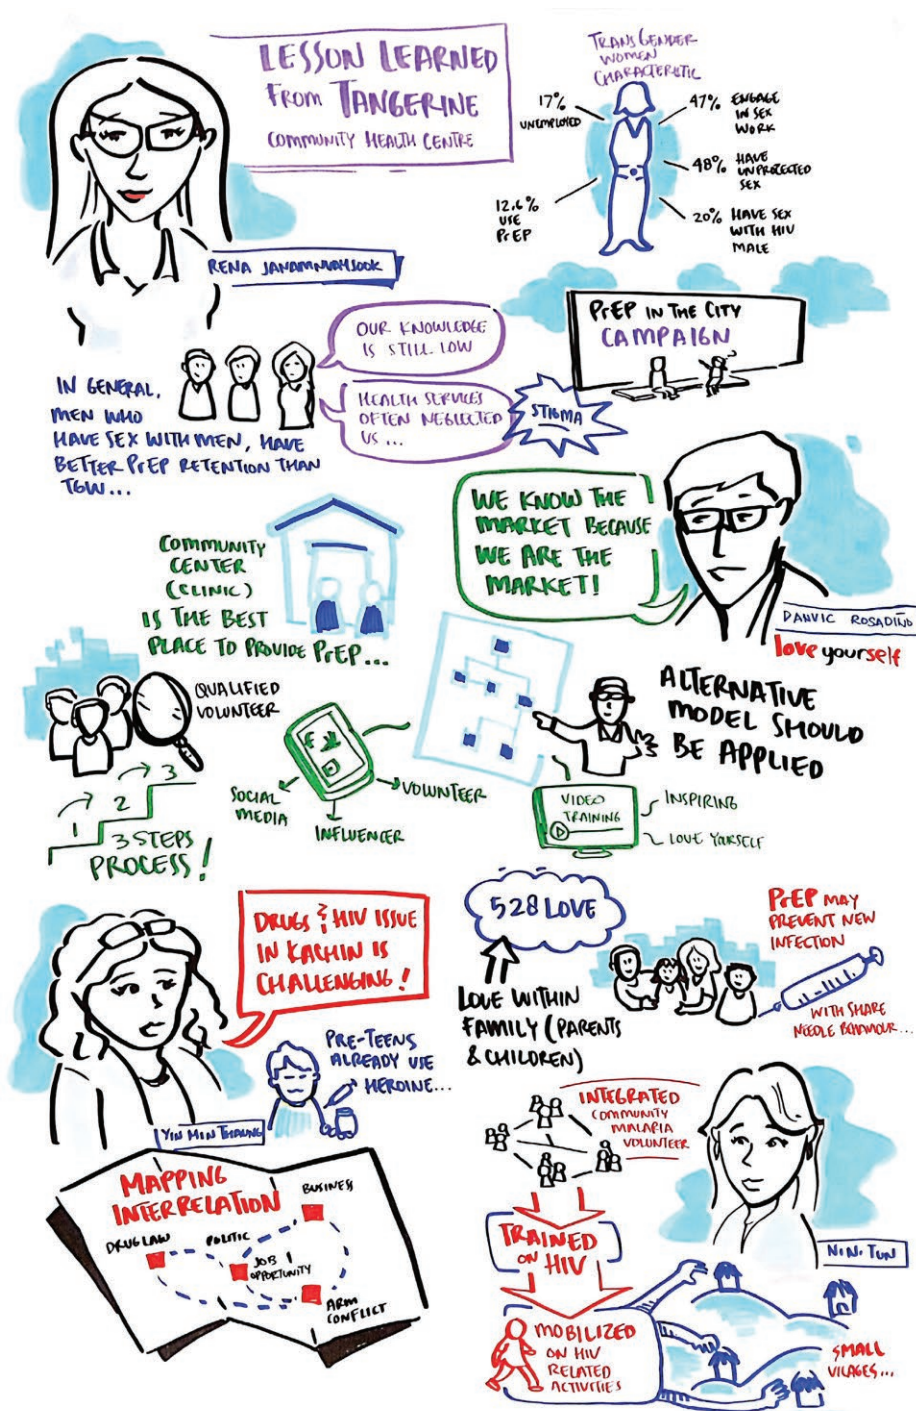 LESSON LEARNED
FROM TANGERINE
COMMUNITY HEALTH CENTRE
RENA JANAMNUAYSOOK
TRANSGENDER
WOMEN
CHARACTERETIC
17%
UNEMPLOYED
12.6%
USE
PrEP
47% ENGAGE
IN SEX
WORK
48% HAVE
UNPROTECTED
SEX
20% HAVE SEX
WITH HIV
MALE
PrEP IN THE CITY
CAMPAIGN
OUR KNOWLEDGE
IS STILL LOW
HEALTH SERVICES
OFTEN NEGLECTED
US...
STIGMA
IN GENERAL,
MEN WHO
HAVE SEX WITH MEN, HAVE
BETTER PrEP RETENTION THAN
TGW...
WE KNOW THE
MARKET BECAUSE
WE ARE THE
MARKET!
DANVIC ROSADIÑO
love yourself
COMMUNITY
CENTER
(CLINIC)
IS THE BEST
PLACE TO PROVIDE PrEP...
QUALIFIED
VOLUNTEER
1 2 3
3 STEPS
PROCESS!
SOCIAL
MEDIA
INFLUENCER
VOLUNTEER
ALTERNATIVE
MODEL SHOULD
BE APPLIED
VIDEO
TRAINING
INSPIRING
LOVE YOURSELF
DRUGS & HIV ISSUE
IN KACHIN IS
CHALLENGING!
PRE-TEENS
ALREADY USE
HEROINE...
YIN MIN THAUNG
528 LOVE
LOVE WITHIN
FAMILY (PARENTS
& CHILDREN)
PrEP MAY
PREVENT NEW
INFECTION
WITH SHARE
NEEDLE BEHAVIOUR...
MAPPING
INTERRELATION
BUSINESS
DRUG LAW
POLITIC
JOB
OPPORTUNITY
ARM
CONFLICT
INTEGRATED
COMMUNITY
MALARIA
VOLUNTEER
TRAINED
ON HIV
MOBILIZED
ON HIV
RELATED
ACTIVITIES
NI NI TUN
SMALL
VILAGES...